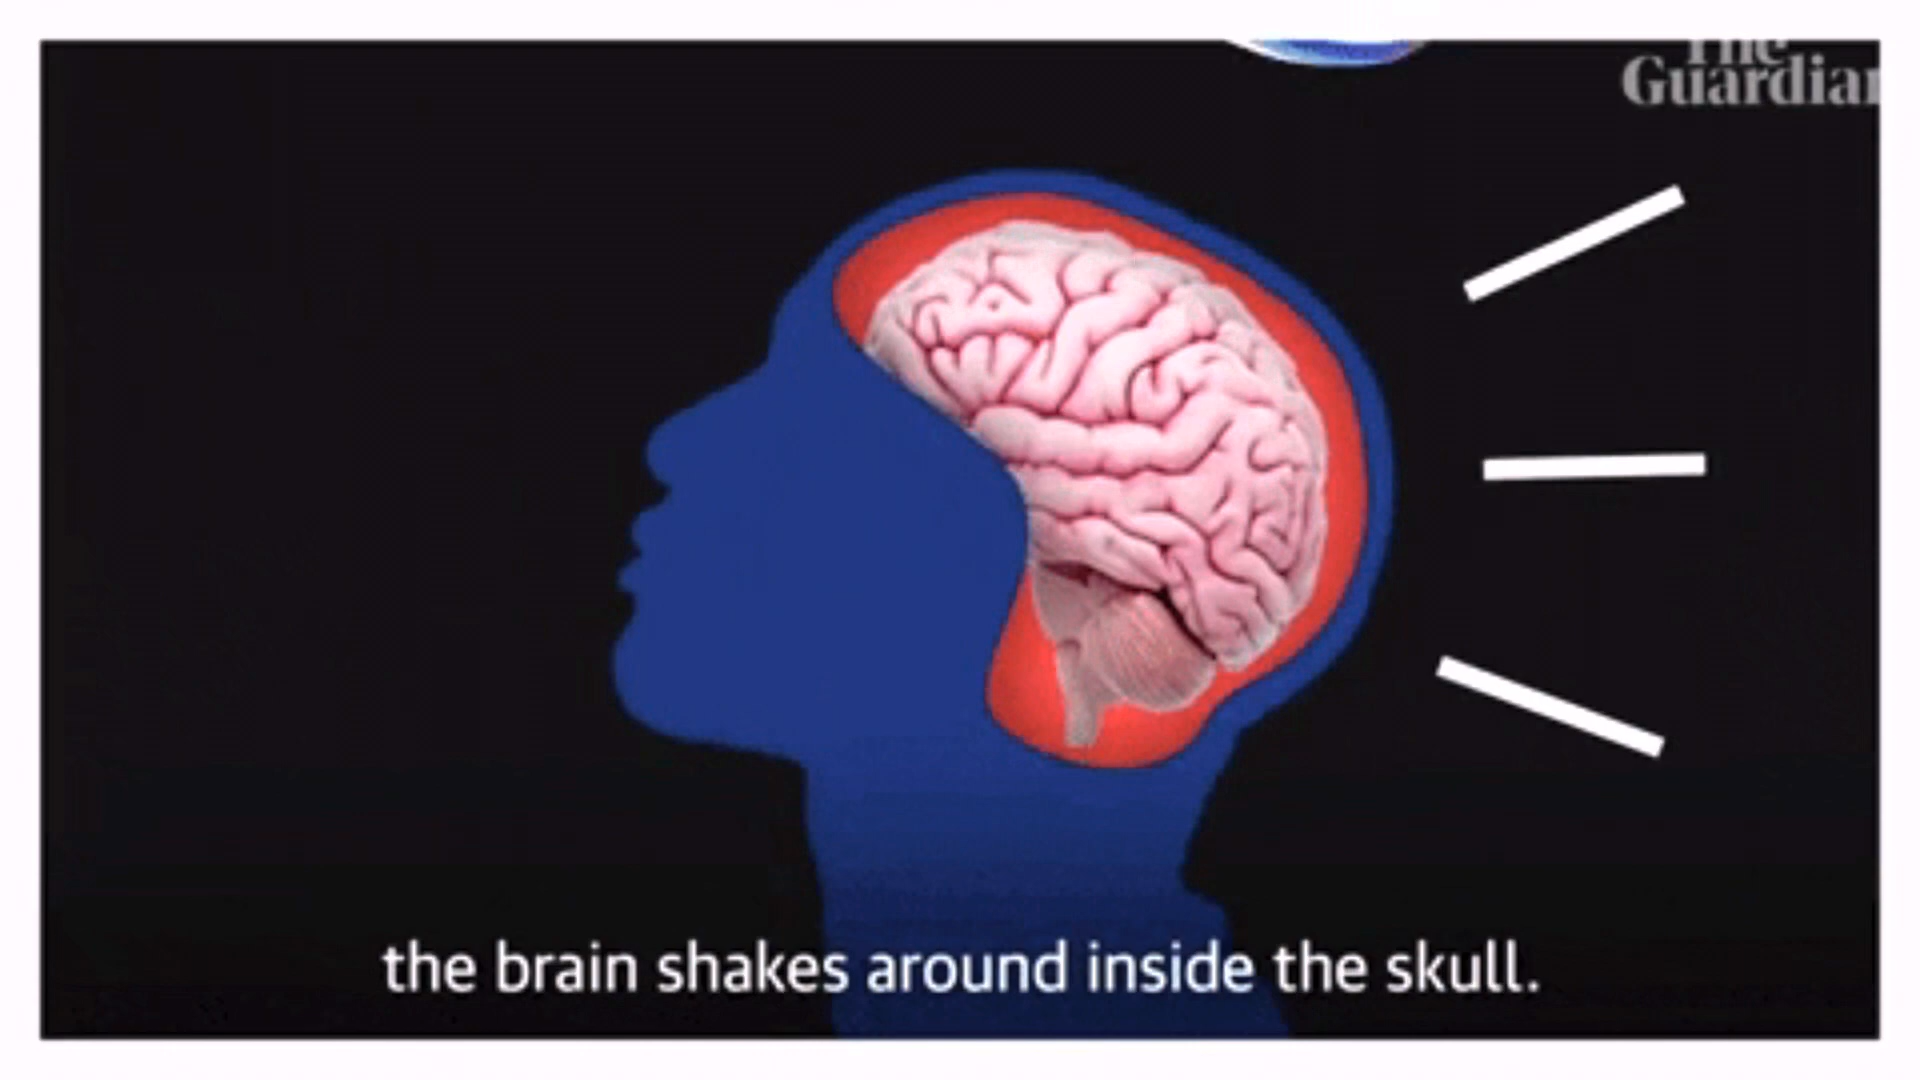 The
Guardian
the brain shakes around inside the skull.